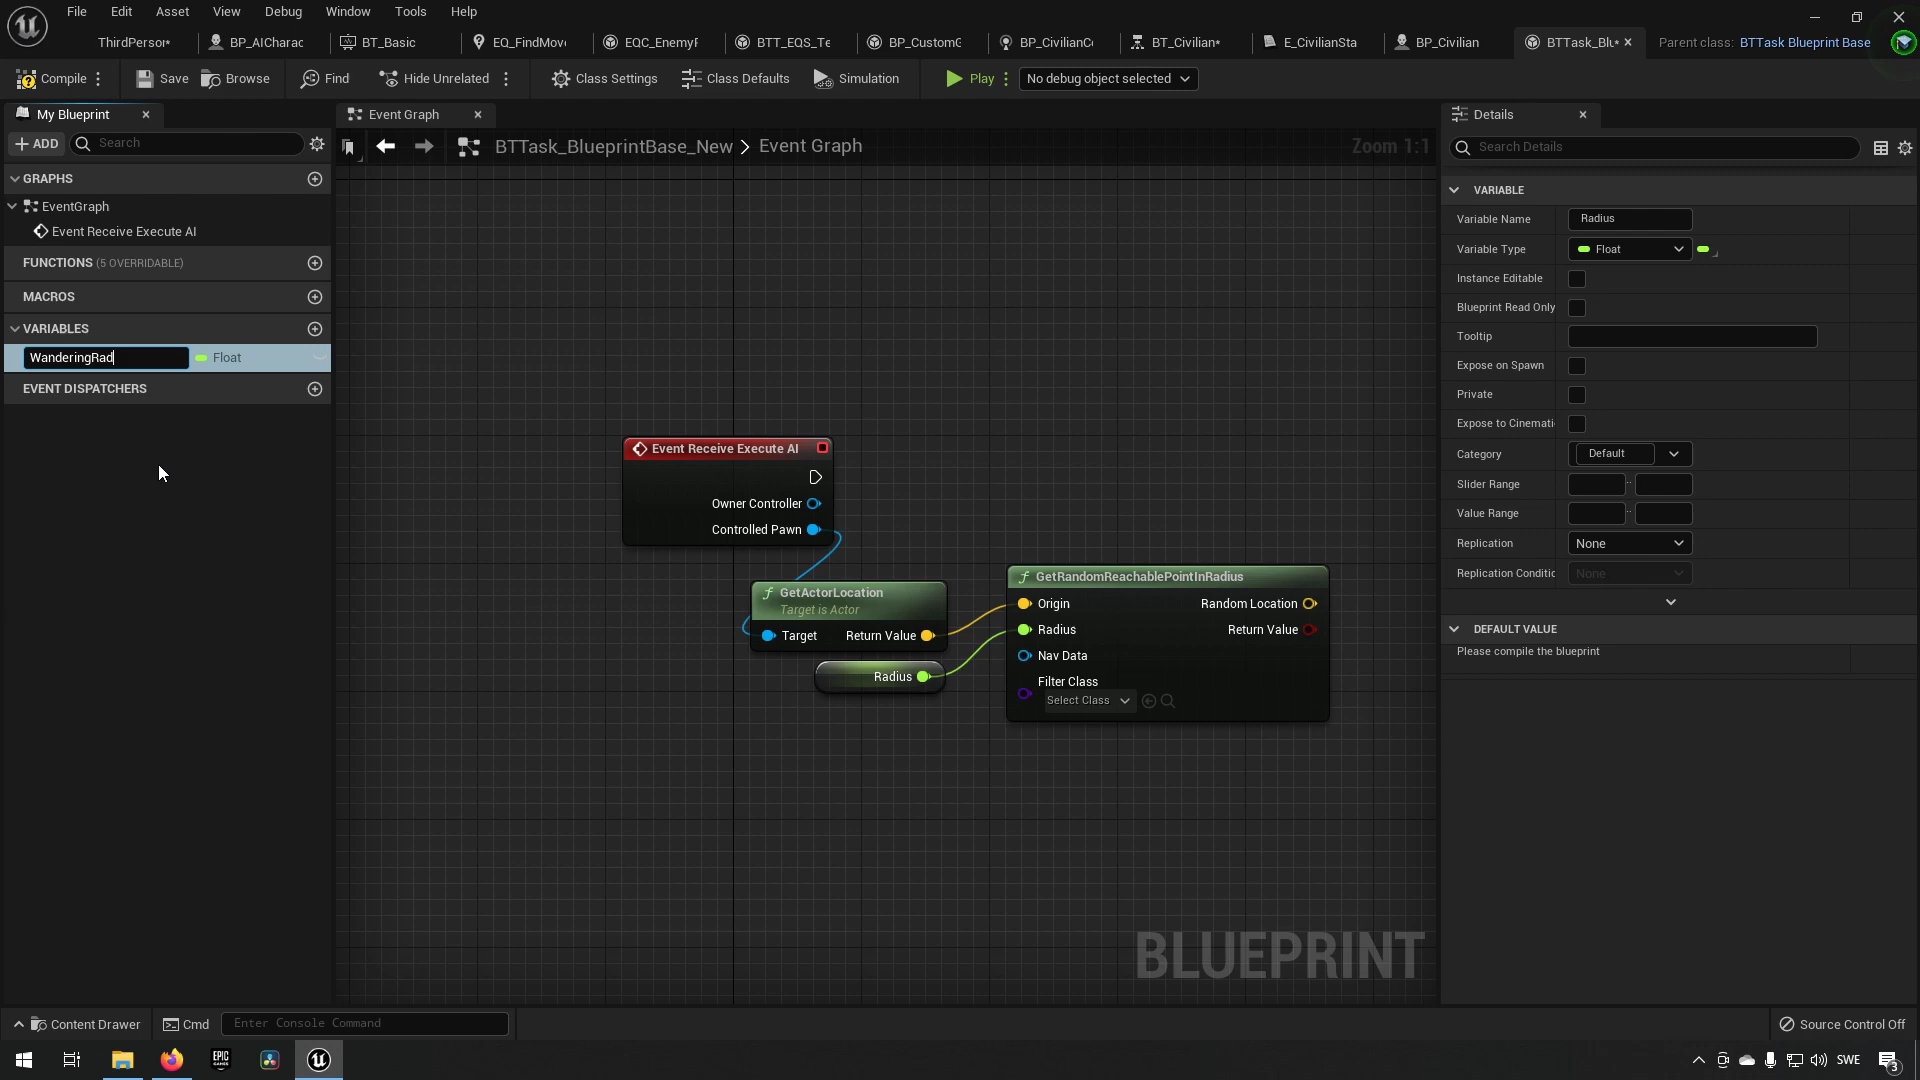 File Edit Asset View Debug Window Tools Help
ThirdPerson* BP_AICharac BT_Basic EQ_FindMov EQC_EnemyF BTT_EQS_Te BP_CustomG BP_CivilianCo BT_Civilian* E_CivilianSta BP_Civilian BTTask_Blu* Parent class: BTTask Blueprint Base
Compile Save Browse Find Hide Unrelated Class Settings Class Defaults Simulation Play No debug object selected
My Blueprint Event Graph Details
ADD Search
BTTask_BlueprintBase_New > Event Graph Zoom 1:1
Search Details
GRAPHS
EventGraph
Event Receive Execute AI
FUNCTIONS (5 OVERRIDABLE)
MACROS
VARIABLES
WanderingRad Float
EVENT DISPATCHERS
Event Receive Execute AI
Owner Controller
Controlled Pawn
GetActorLocation
Target is Actor
Target Return Value
Radius
GetRandomReachablePointInRadius
Origin Random Location
Radius Return Value
Nav Data
Filter Class
Select Class
BLUEPRINT
VARIABLE
Variable Name Radius
Variable Type Float
Instance Editable
Blueprint Read Only
Tooltip
Expose on Spawn
Private
Expose to Cinemati
Category Default
Slider Range
Value Range
Replication None
Replication Conditic None
DEFAULT VALUE
Please compile the blueprint
Content Drawer Cmd Enter Console Command Source Control Off
EPIC GAMES SWE 3